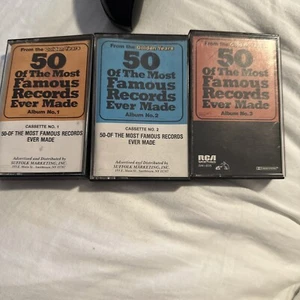 From the Golden Years
50
Of The Most
Famous
Records
Ever Made
Album No.1
CASSETTE NO. 1
50-OF THE MOST FAMOUS RECORDS
EVER MADE
Advertised and Distributed by
SUFFOLK MARKETING, INC.
From the Golden Years
50
Of The Most
Famous
Records
Ever Made
Album No.2
CASSETTE NO. 2
50-OF THE MOST FAMOUS RECORDS
EVER MADE
Advertised and Distributed by
SUFFOLK MARKETING, INC.
From the
50
Of The Most
Famous
Records
Ever Made
Album No.3
RCA